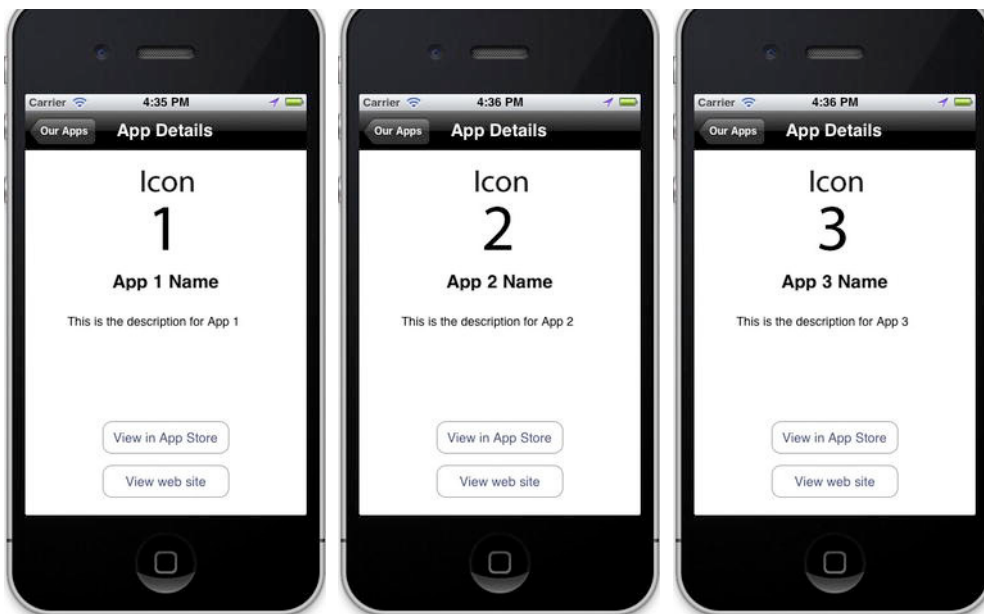 Carrier 4:35 PM
Our Apps App Details
Icon
1
App 1 Name
This is the description for App 1
View in App Store
View web site
Carrier 4:36 PM
Our Apps App Details
Icon
2
App 2 Name
This is the description for App 2
View in App Store
View web site
Carrier 4:36 PM
Our Apps App Details
Icon
3
App 3 Name
This is the description for App 3
View in App Store
View web site